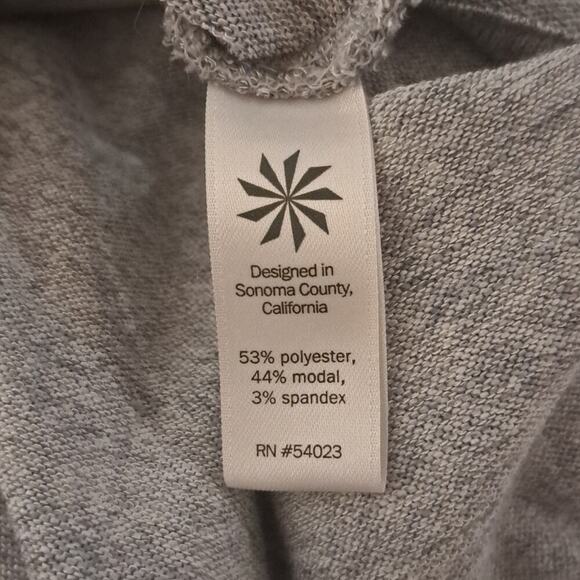 Designed in
Sonoma County,
California
53% polyester,
44% modal,
3% spandex
RN #54023